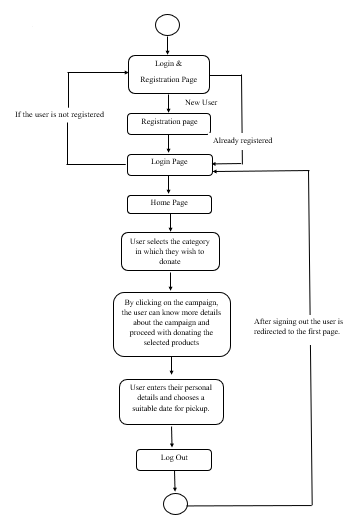 Login &
Registration Page
New User
If the user is not registered
Registration page
Already registered
Login Page
Home Page
User selects the category
in which they wish to
donate
By clicking on the campaign,
the user can know more details
about the campaign and
proceed with donating the
selected products
After signing out the user is
redirected to the first page.
User enters their personal
details and chooses a
suitable date for pickup.
Log Out